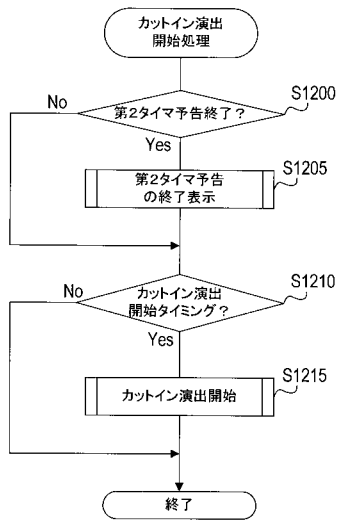 カットイン演出
開始処理
S1200
No
第2タイマ予告終了?
Yes
S1205
第2タイマ予告
の終了表示
S1210
No
カットイン演出
開始タイミング?
Yes
S1215
カットイン演出開始
終了